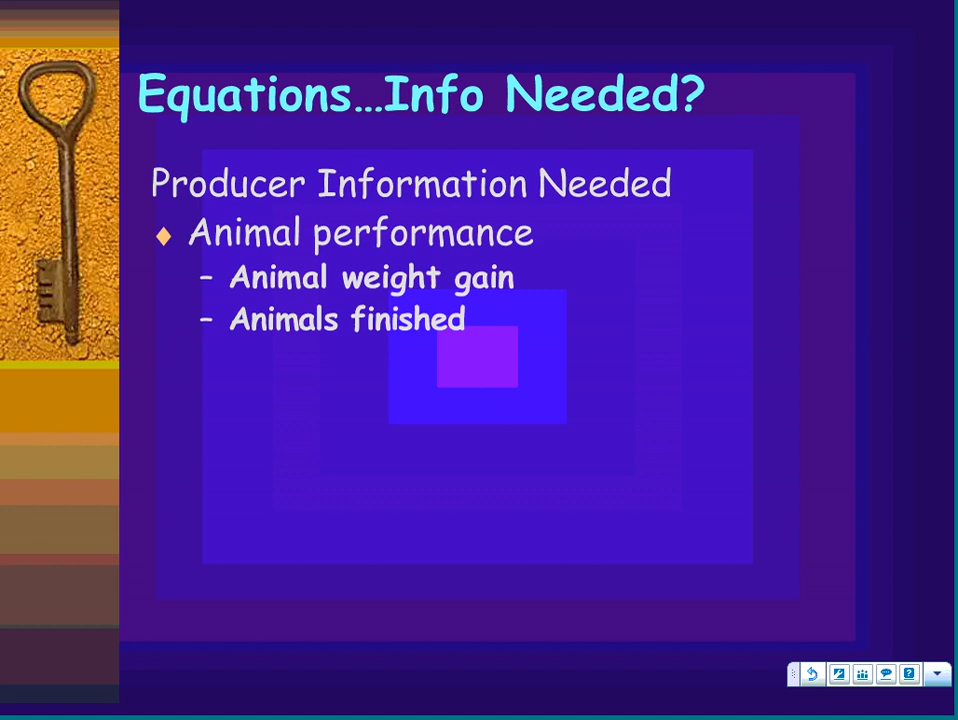 Equations…Info Needed?
Producer Information Needed
♦ Animal performance
– Animal weight gain
– Animals finished